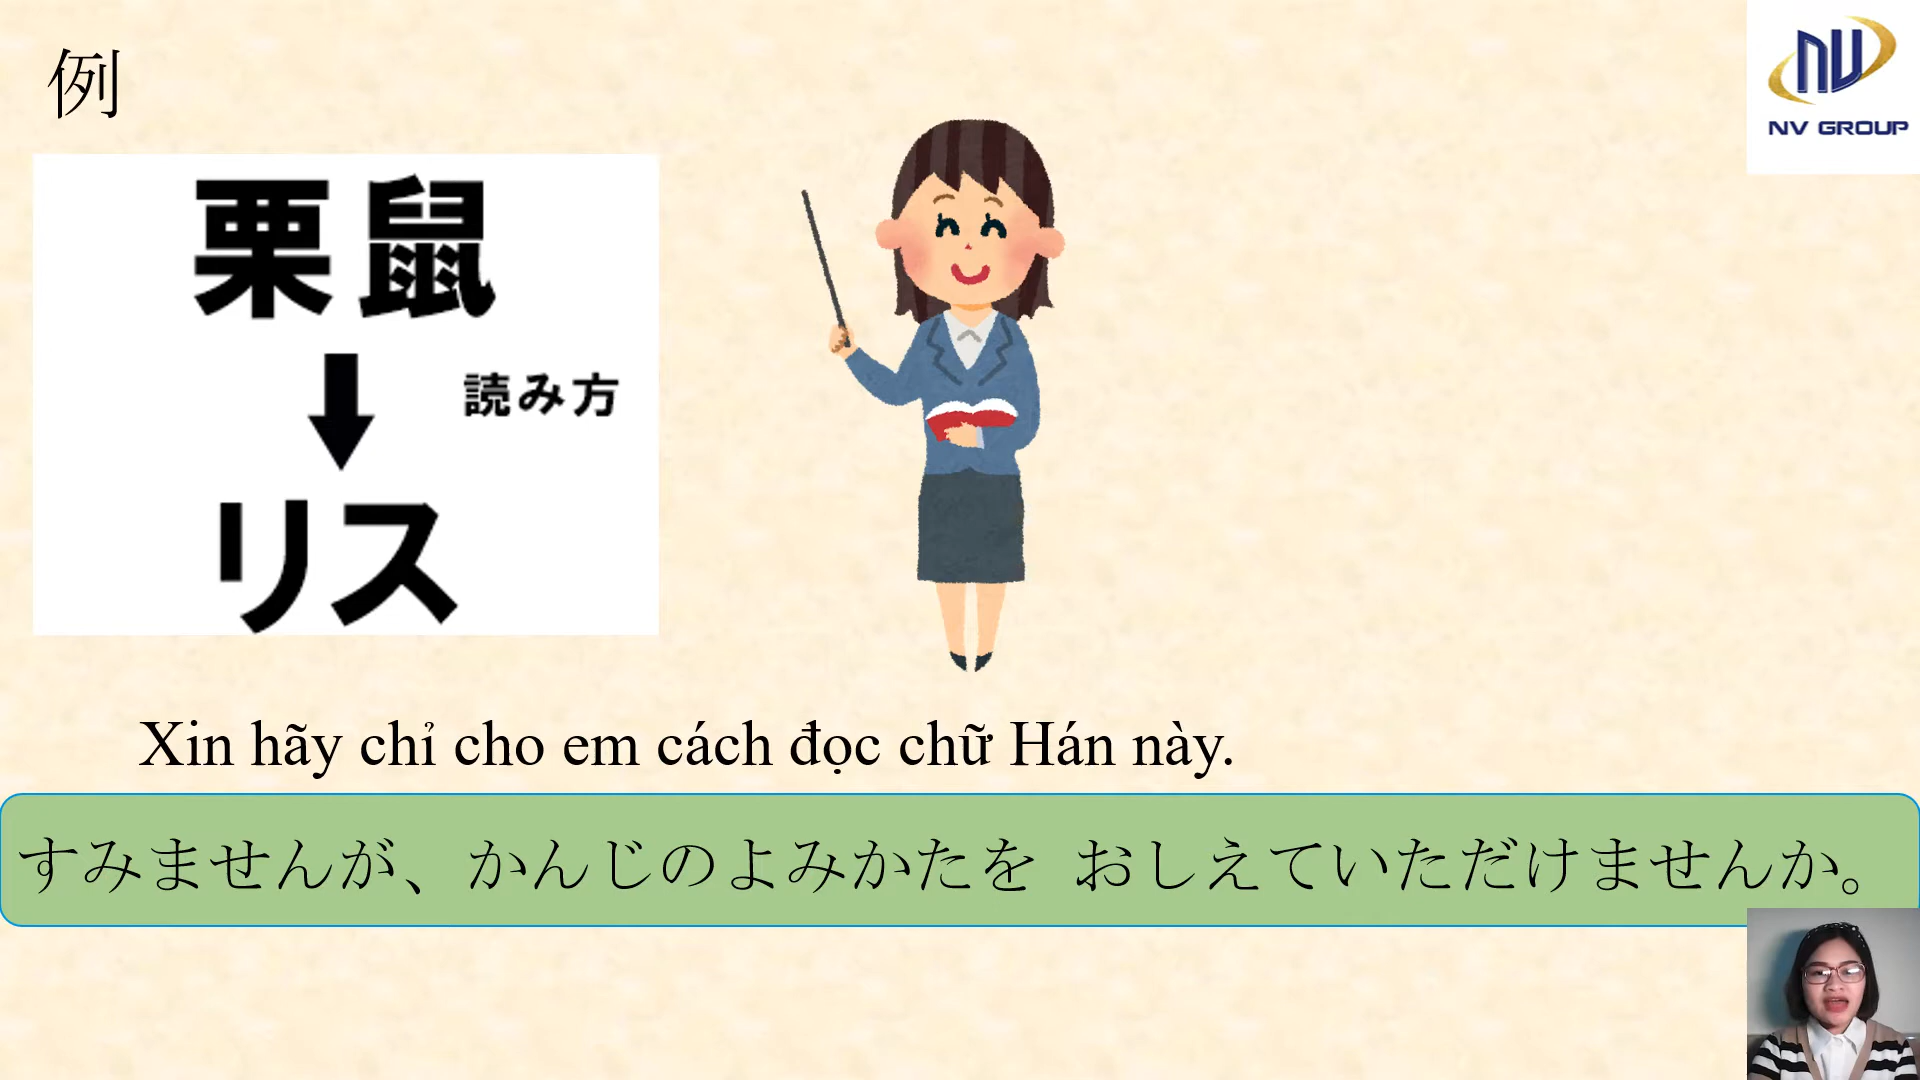 例
NV GROUP
栗鼠
読み方
リス
Xin hãy chỉ cho em cách đọc chữ Hán này.
すみませんが、かんじのよみかたを おしえていただけませんか。